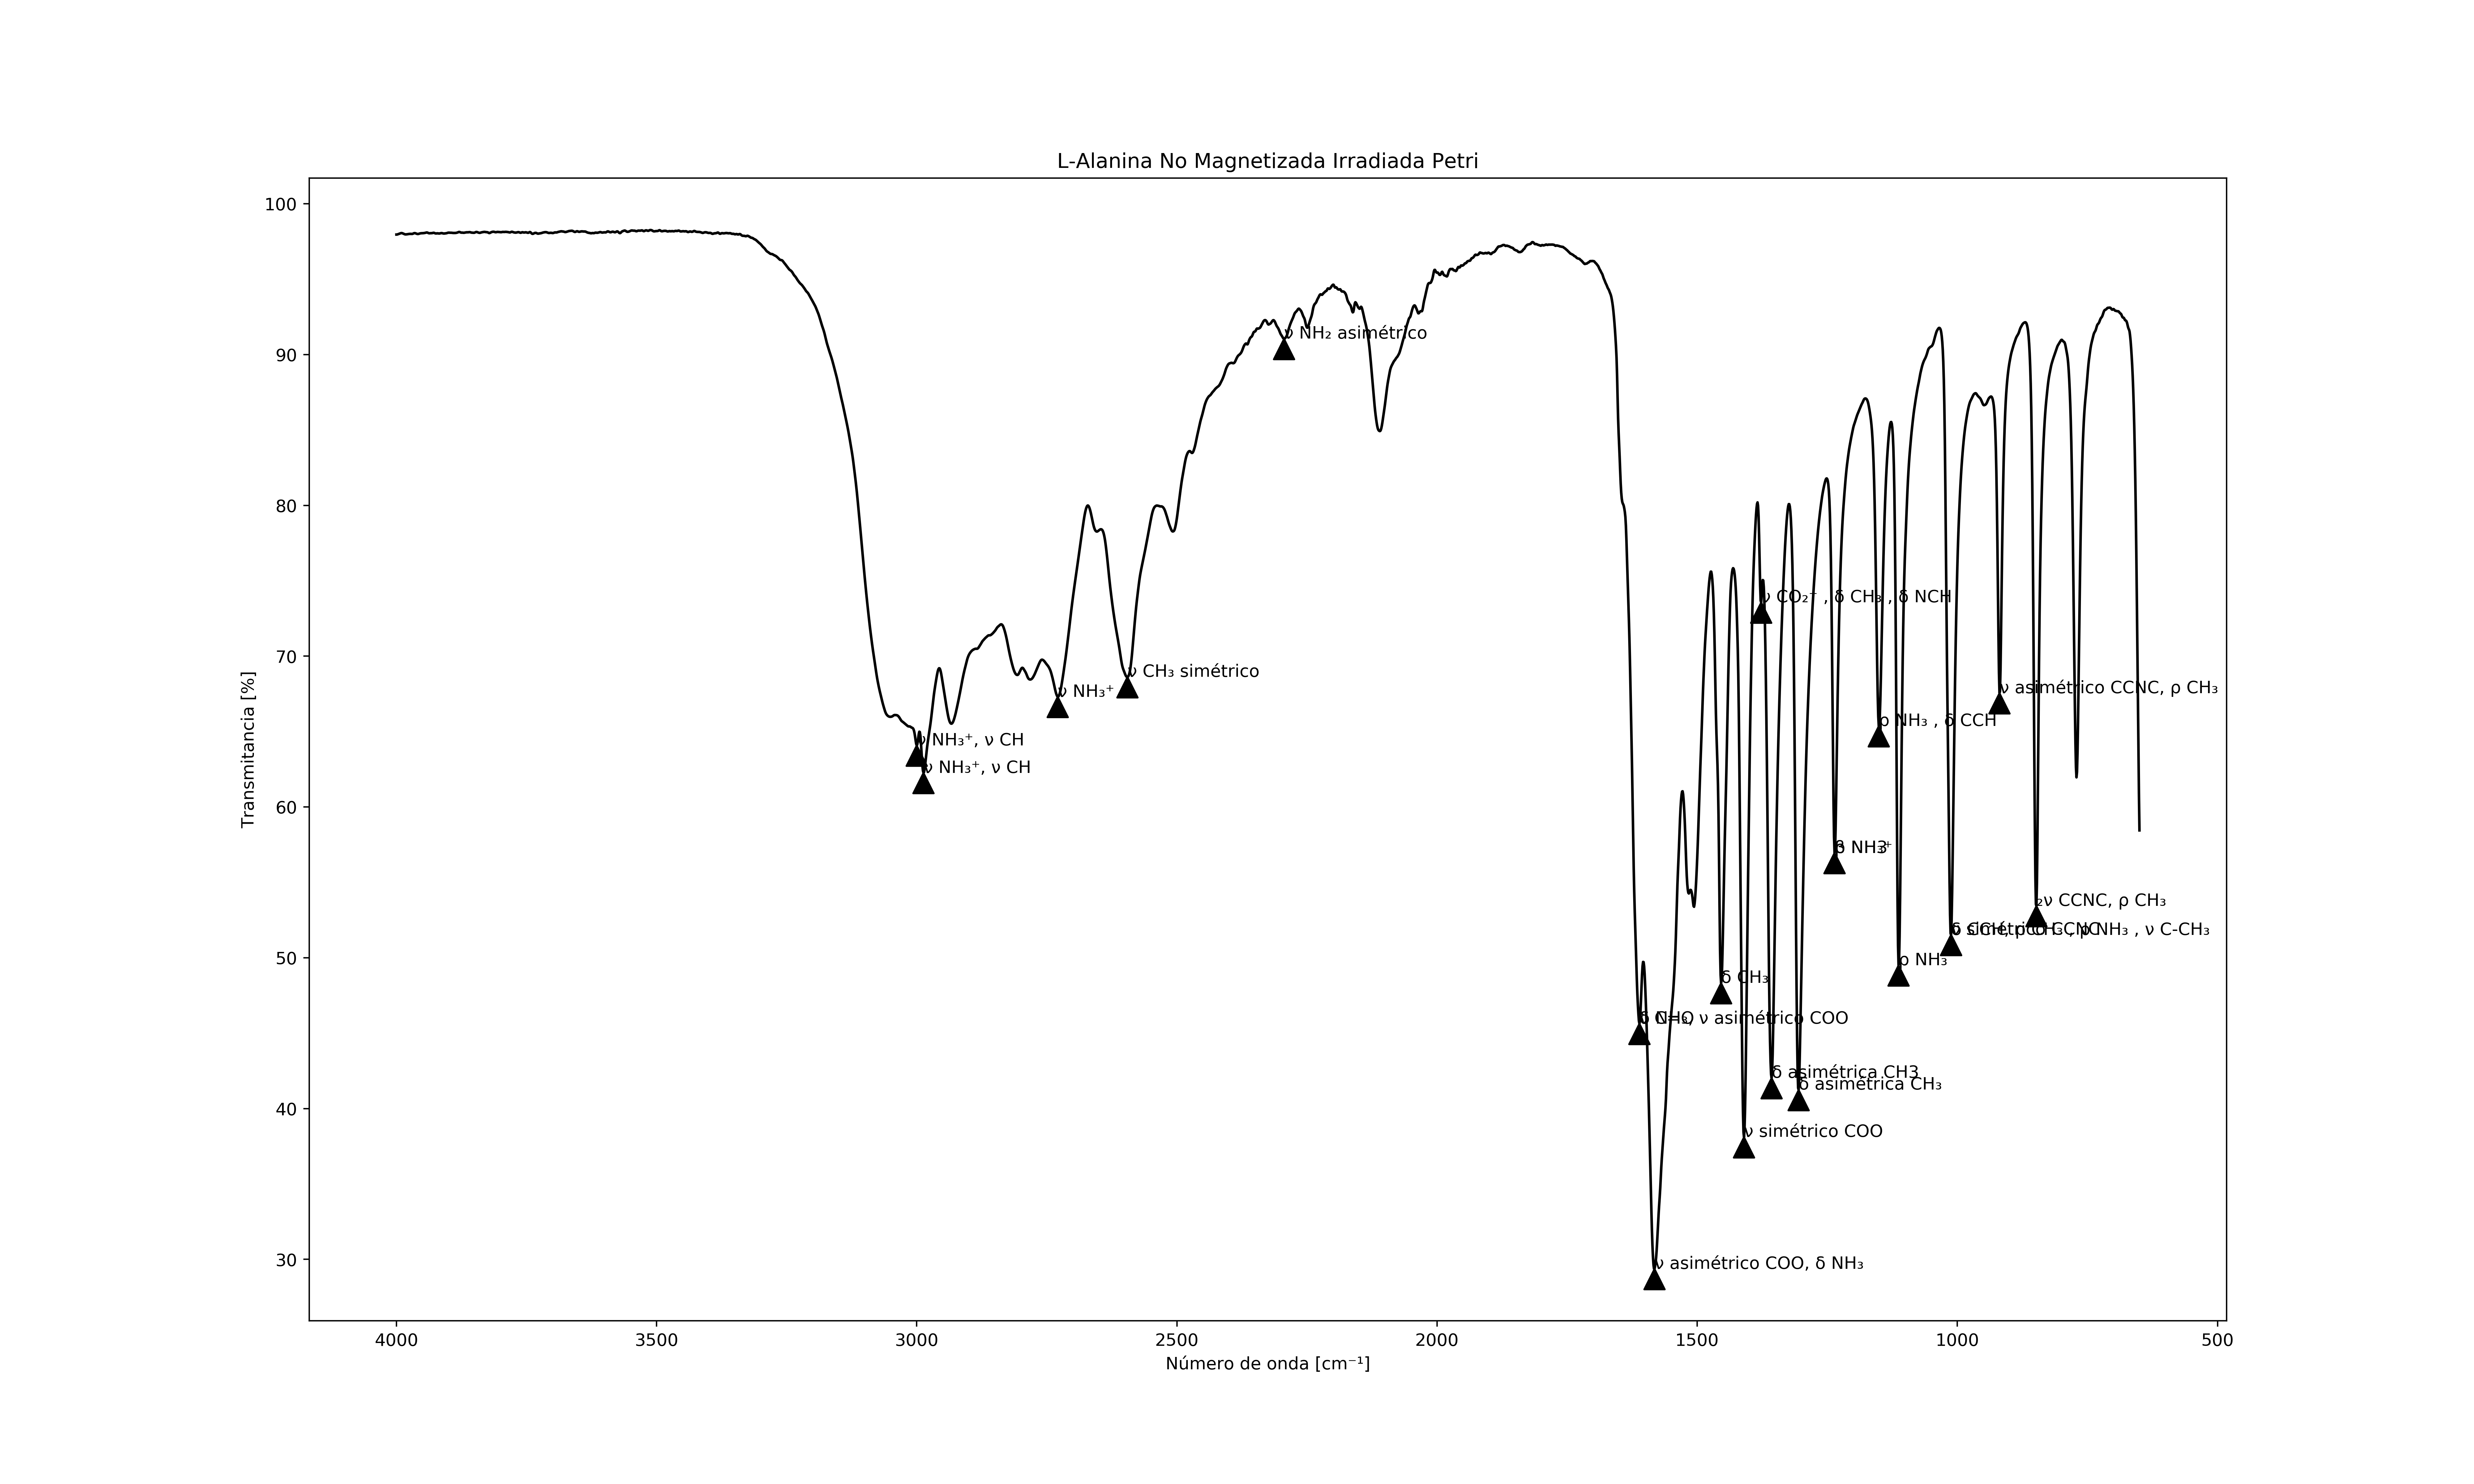 L-Alanina No Magnetizada Irradiada Petri
Transmitancia [%]
100
90
80
70
60
50
40
30
ν NH₂ asimétrico
ν CO₂⁻ , δ CH₃ , δ NCH
ν CH₃ simétrico
ν NH₃⁺
ν asimétrico CCNC, ρ CH₃
ρ NH₃ , δ CCH
ν NH₃⁺, ν CH
ν NH₃⁺, ν CH
δ NH3⁺
₂ν CCNC, ρ CH₃
ρ NH₃ , ν C-CH₃
ρ NH₃
δ CH₃
ν asimétrico COO
δ asimétrica CH3
δ asimétrica CH₃
ν simétrico COO
ν asimétrico COO, δ NH₃
4000 3500 3000 2500 2000 1500 1000 500
Número de onda [cm⁻¹]